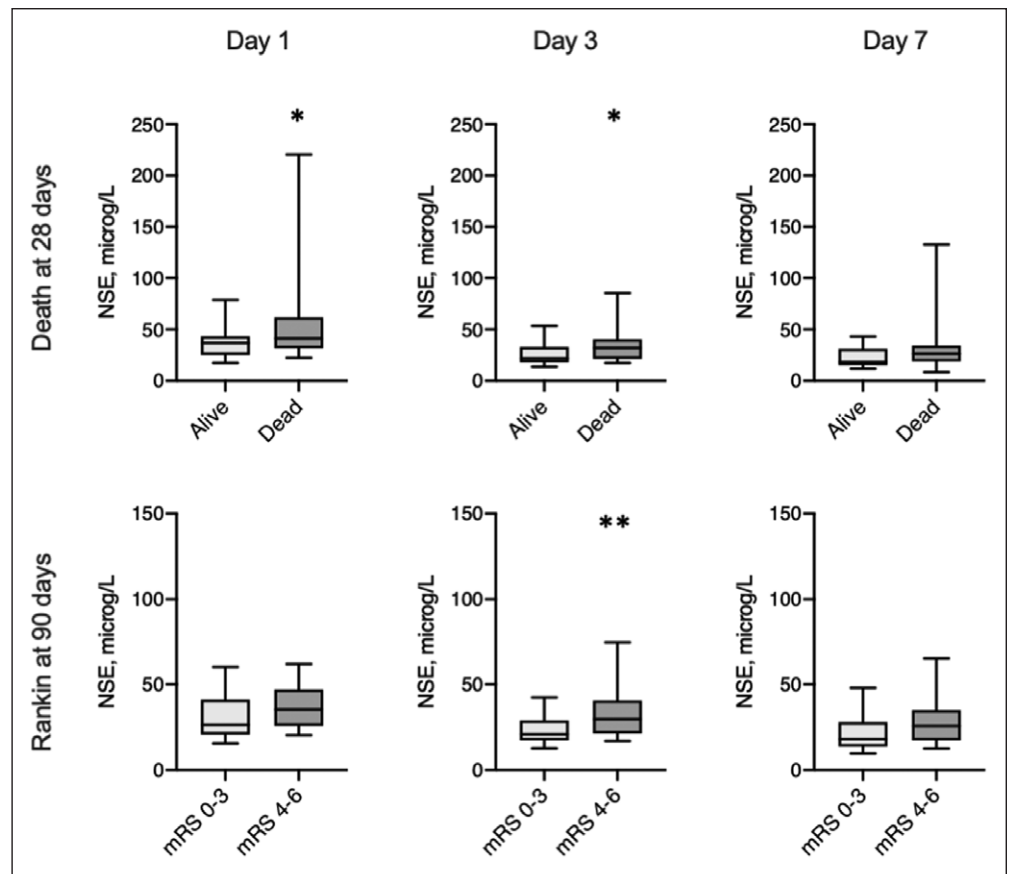 Day 1
Day 3
Day 7
Death at 28 days
NSE, microg/L
250
200
150
100
50
0
*
Alive
Dead
NSE, microg/L
250
200
150
100
50
0
*
Alive
Dead
NSE, microg/L
250
200
150
100
50
0
Alive
Dead
Rankin at 90 days
NSE, microg/L
150
100
50
0
mRS 0-3
mRS 4-6
NSE, microg/L
150
100
50
0
**
mRS 0-3
mRS 4-6
NSE, microg/L
150
100
50
0
mRS 0-3
mRS 4-6